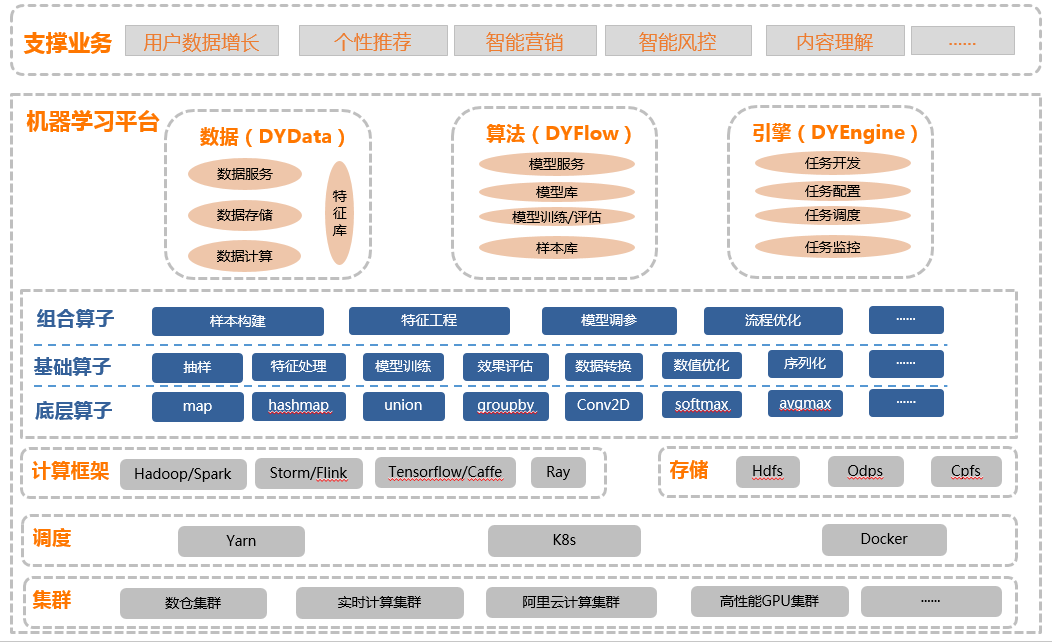 支撑业务
用户数据增长
个性推荐
智能营销
智能风控
内容理解
......
机器学习平台
数据（DYData）
数据服务
数据存储
数据计算
特征库
算法（DYFlow）
模型服务
模型库
模型训练/评估
样本库
引擎（DYEngine）
任务开发
任务配置
任务调度
任务监控
组合算子
样本构建
特征工程
模型调参
流程优化
......
基础算子
抽样
特征处理
模型训练
效果评估
数据转换
数值优化
序列化
......
底层算子
map
hashmap
union
groupby
Conv2D
softmax
avgmax
......
计算框架
Hadoop/Spark
Storm/Flink
Tensorflow/Caffe
Ray
存储
Hdfs
Odps
Cpfs
调度
Yarn
K8s
Docker
集群
数仓集群
实时计算集群
阿里云计算集群
高性能GPU集群
......